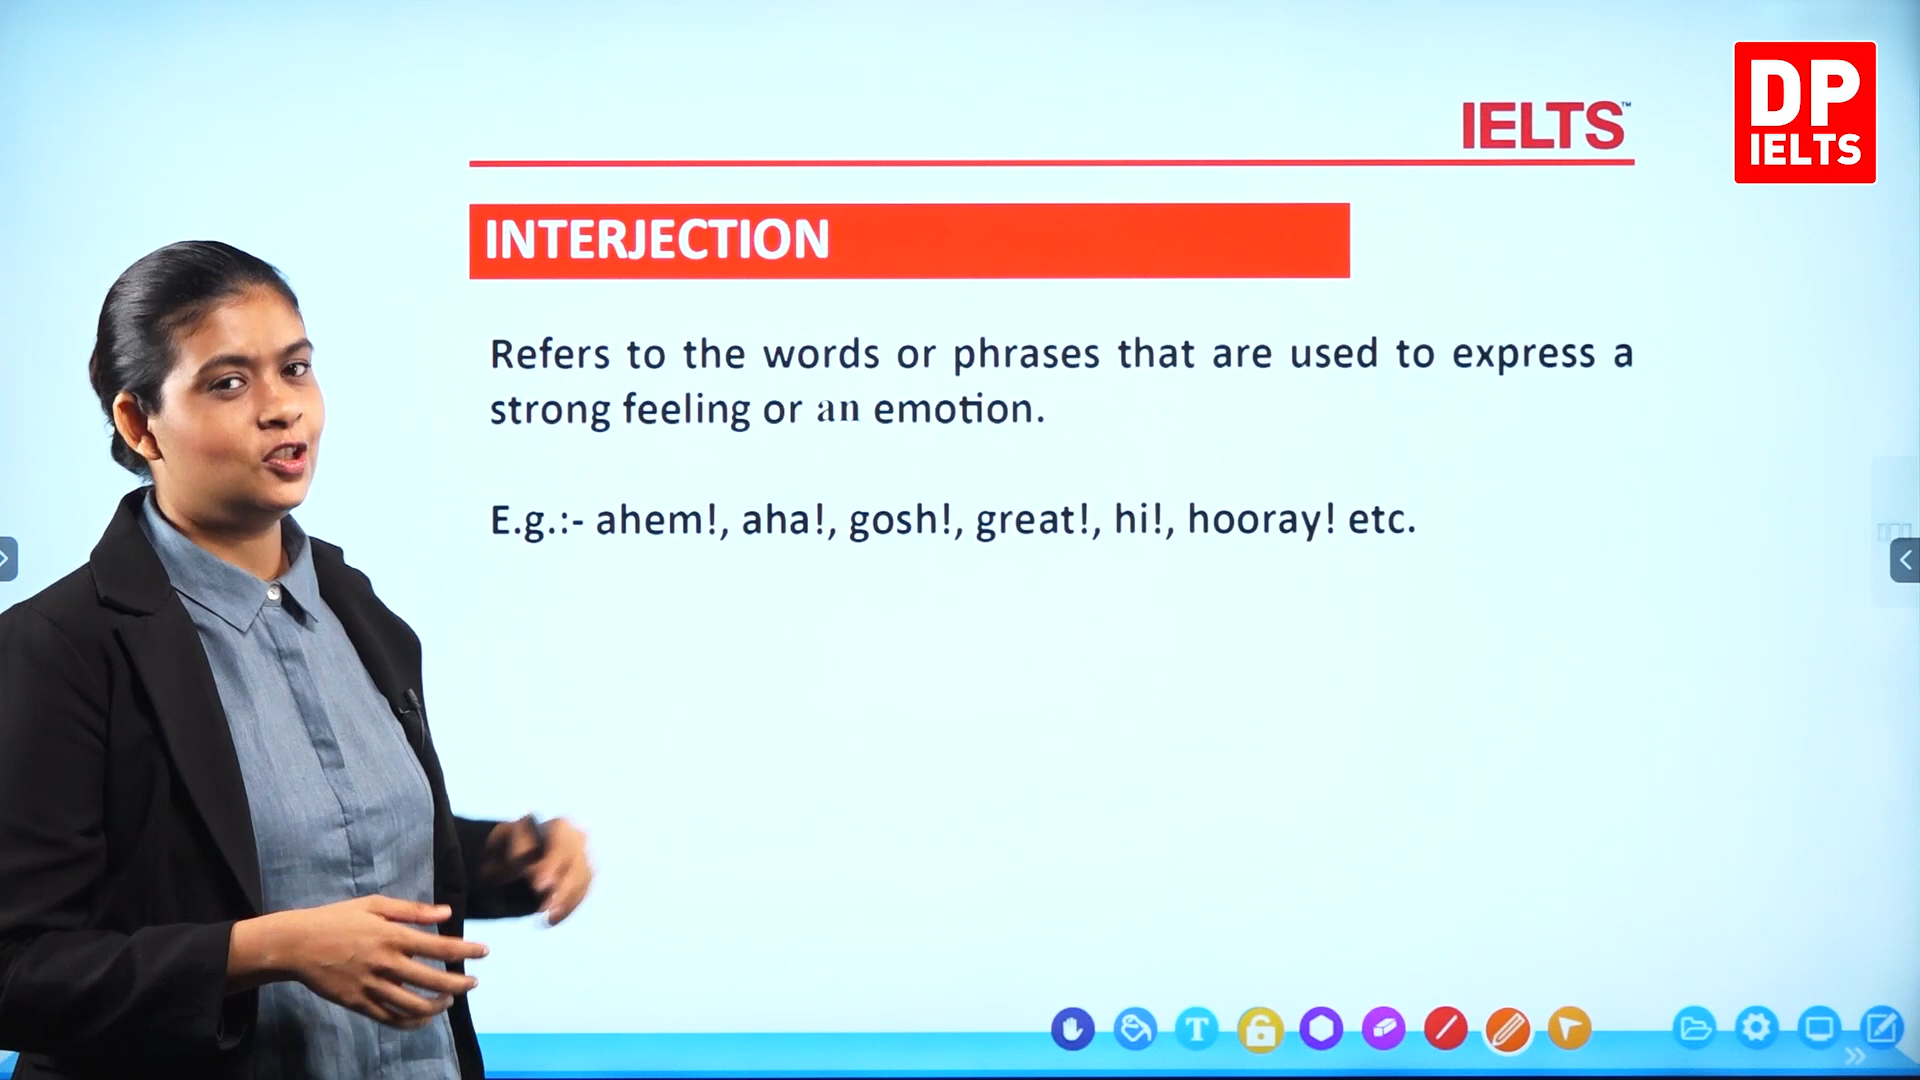 DP
IELTS
IELTS™
INTERJECTION
Refers to the words or phrases that are used to express a
strong feeling or an emotion.
E.g.:- ahem!, aha!, gosh!, great!, hi!, hooray! etc.
T